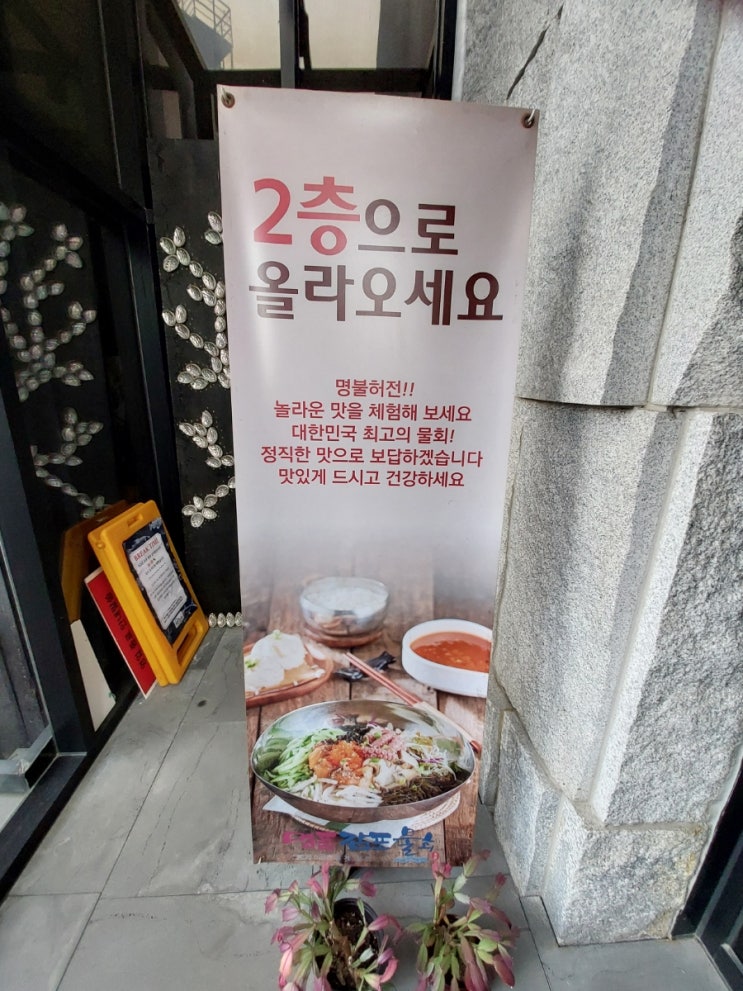 2층으로
올라오세요
명불허전!!
놀라운 맛을 체험해 보세요
대한민국 최고의 물회!
정직한 맛으로 보답하겠습니다
맛있게 드시고 건강하세요
BREAK TIME